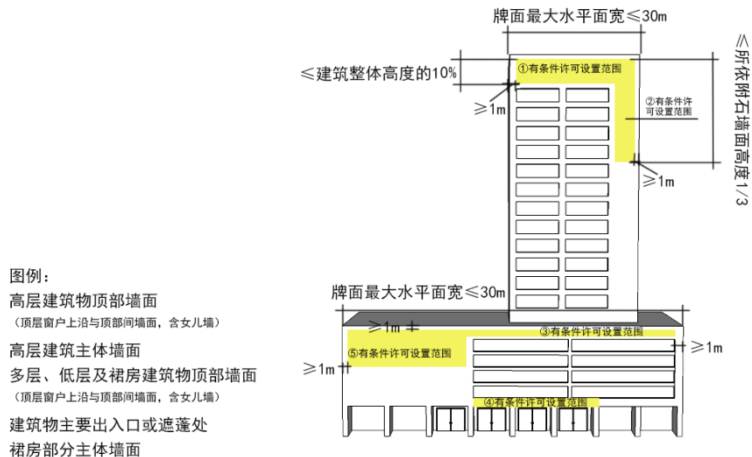 牌面最大水平面宽≤30m
①有条件许可设置范围
≤建筑整体高度的10%
≥1m
②有条件许
可设置范围
≥1m
≤所依附石墙面高度1/3
牌面最大水平面宽≤30m
≥1m
③有条件许可设置范围
≥1m
⑤有条件许可设置范围
≥1m
④有条件许可设置范围
图例：
高层建筑物顶部墙面
（顶层窗户上沿与顶部间墙面，含女儿墙）
高层建筑主体墙面
多层、低层及裙房建筑物顶部墙面
（顶层窗户上沿与顶部间墙面，含女儿墙）
建筑物主要出入口或遮蓬处
裙房部分主体墙面